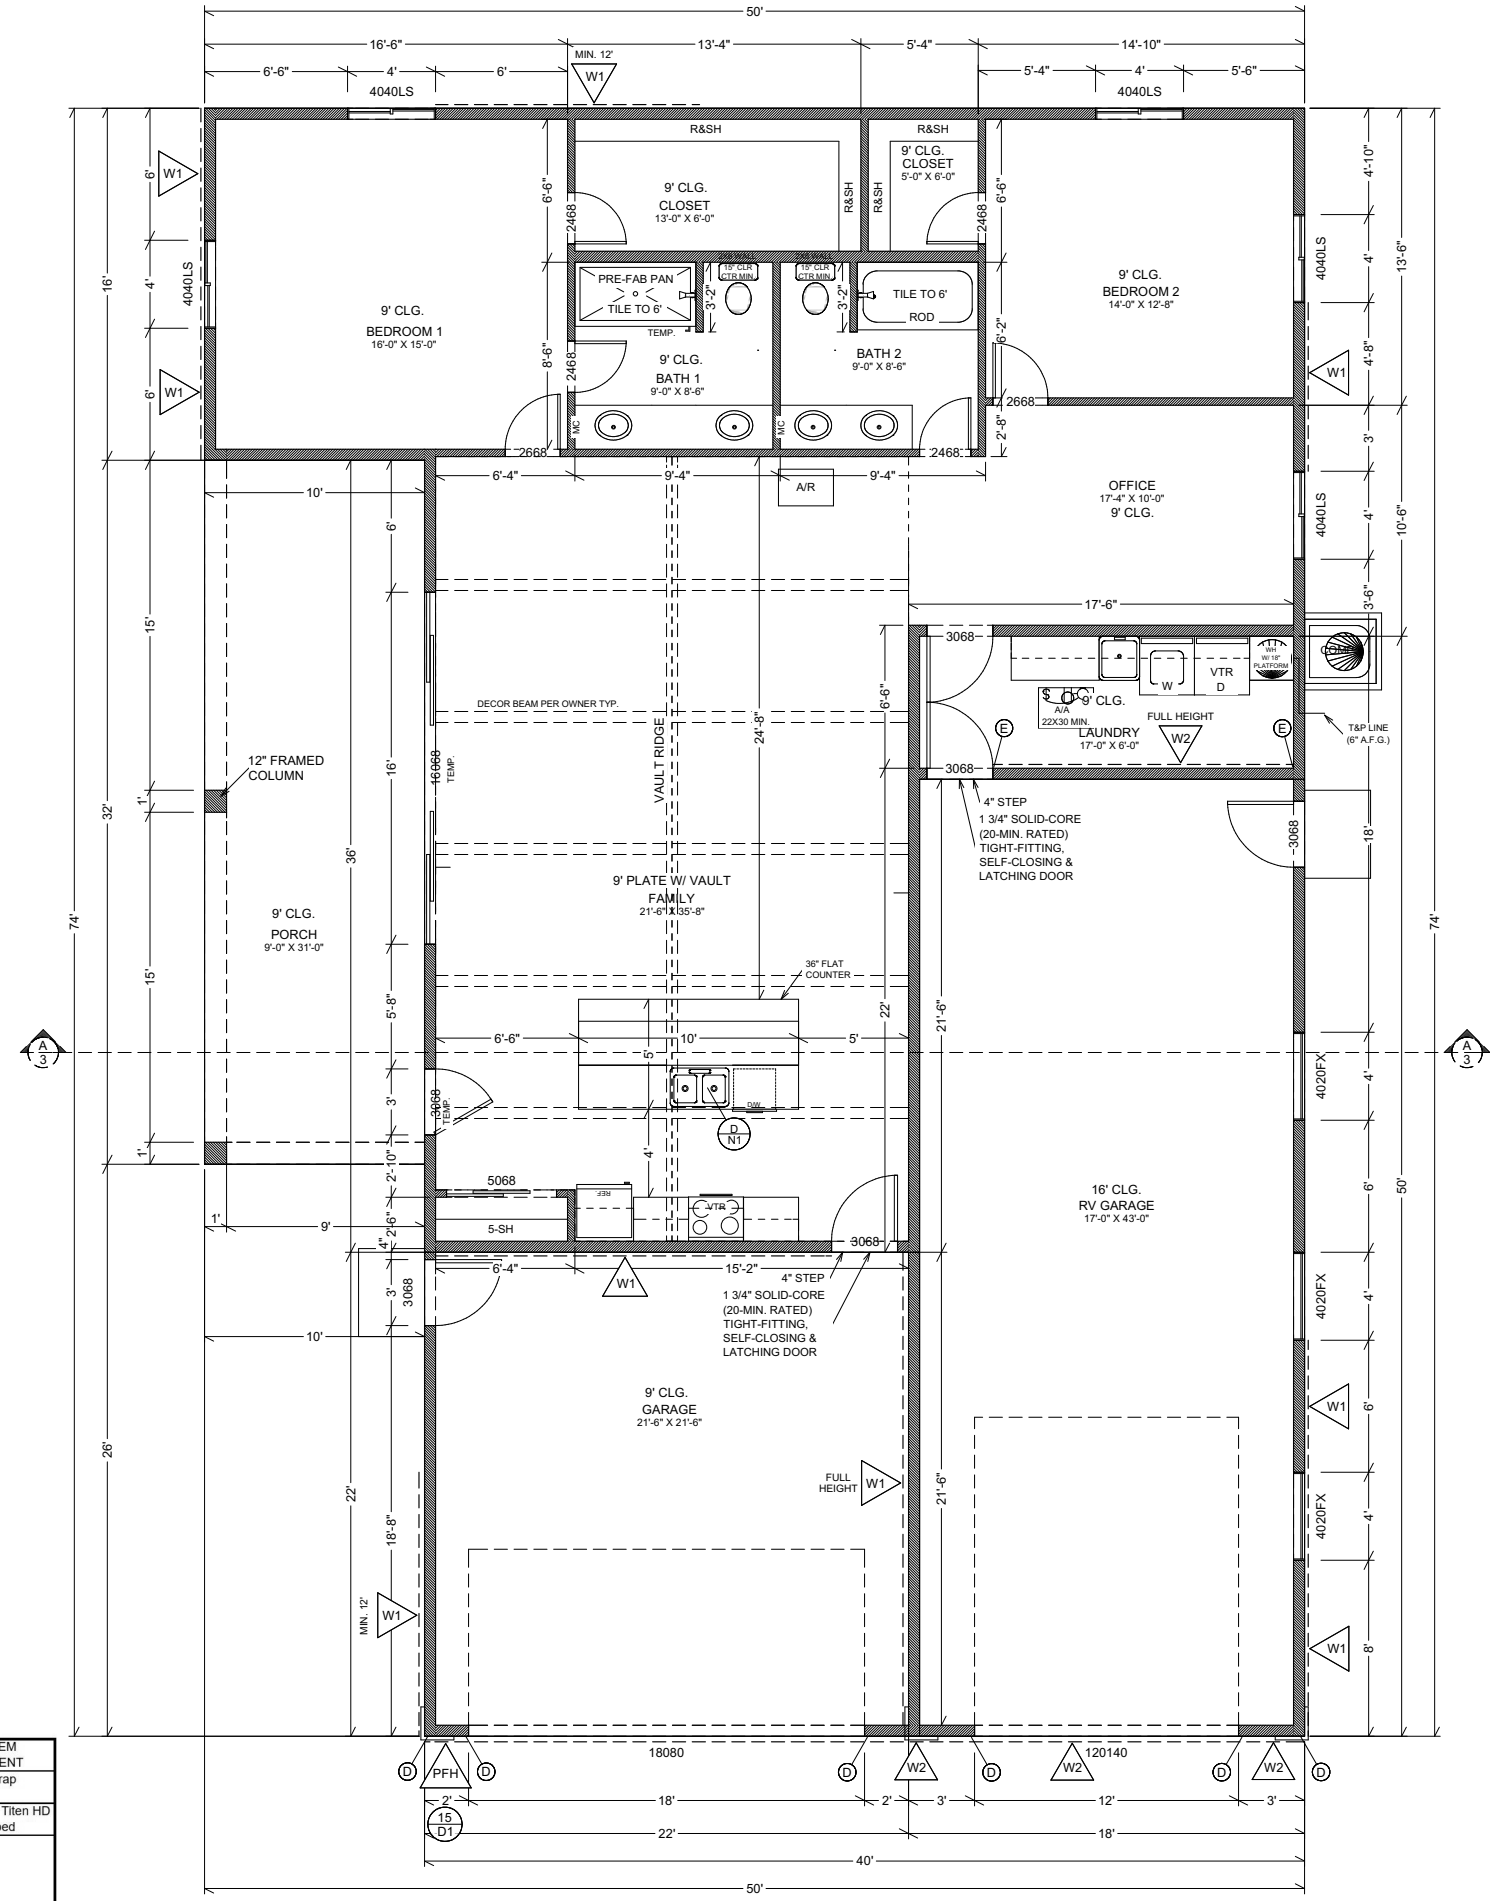 50'
16'-6"
13'-4"
5'-4"
14'-10"
6'-6"
4'
6'
MIN. 12'
W1
5'-4"
4'
5'-6"
4040LS
4040LS
R&SH
R&SH
9' CLG.
CLOSET
5'-0" X 6'-0"
W1
6'
6'-6"
9' CLG.
CLOSET
13'-0" X 6'-0"
R&SH
R&SH
2468
2468
6'-6"
4'-10"
4040LS
4'
16'
9' CLG.
BEDROOM 1
16'-0" X 15'-0"
2X6 WALL
15" CLR
CTR MIN.
2X6 WALL
15" CLR
CTR MIN.
PRE-FAB PAN
TILE TO 6'
TEMP.
3'-2"
3'-2"
TILE TO 6'
ROD
9' CLG.
BEDROOM 2
14'-0" X 12'-8"
4040LS
4'
13'-6"
8'-6"
2468
9' CLG.
BATH 1
9'-0" X 8'-6"
BATH 2
9'-0" X 8'-6"
6'-2"
4'-8"
W1
W1
6'
2668
MC
MC
2'-8"
2668
2468
3'
10'
6'-4"
9'-4"
9'-4"
A/R
OFFICE
17'-4" X 10'-0"
9' CLG.
4040LS
4'
10'-6"
6'
17'-6"
3'-6"
15'
3068
WH
W/ 18"
PLATFORM
W
VTR
D
A/A
22X30 MIN.
9' CLG.
LAUNDRY
17'-0" X 6'-0"
FULL HEIGHT
W2
E
E
T&P LINE
(6" A.F.G.)
6'-6"
DECOR BEAM PER OWNER TYP.
VAULT RIDGE
24'-8"
16'
16068
TEMP.
3068
12" FRAMED
COLUMN
1'
32'
36'
4" STEP
1 3/4" SOLID-CORE
(20-MIN. RATED)
TIGHT-FITTING,
SELF-CLOSING &
LATCHING DOOR
3068
18'
9' PLATE W/ VAULT
FAMILY
21'-6" X 35'-8"
74'
74'
9' CLG.
PORCH
9'-0" X 31'-0"
36" FLAT
COUNTER
15'
5'-8"
22'
21'-6"
A
3
6'-6"
10'
5'
5'
4'
4020FX
A
3
3'
3068
TEMP.
D/W
D
N1
1'
2'-10"
4'
6'
50'
5068
REF.
VTR
16' CLG.
RV GARAGE
17'-0" X 43'-0"
1'
9'
2'-6"
5-SH
3068
4"
6'-4"
15'-2"
W1
4" STEP
1 3/4" SOLID-CORE
(20-MIN. RATED)
TIGHT-FITTING,
SELF-CLOSING &
LATCHING DOOR
3'
3068
10'
4020FX
4'
9' CLG.
GARAGE
21'-6" X 21'-6"
W1
6'
26'
22'
18'-8"
FULL
HEIGHT
W1
21'-6"
4020FX
4'
MIN. 12'
W1
W1
8'
18080
120140
D
PFH
D
D
W2
D
W2
D
W2
D
2'
18'
2'
3'
12'
3'
15
D1
22'
18'
40'
50'
EM
ENT
rap
Titen HD
ped